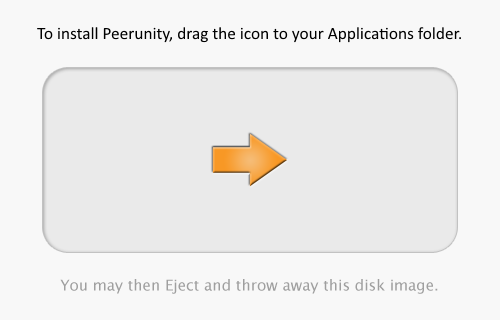 To install Peerunity, drag the icon to your Applications folder.
You may then Eject and throw away this disk image.